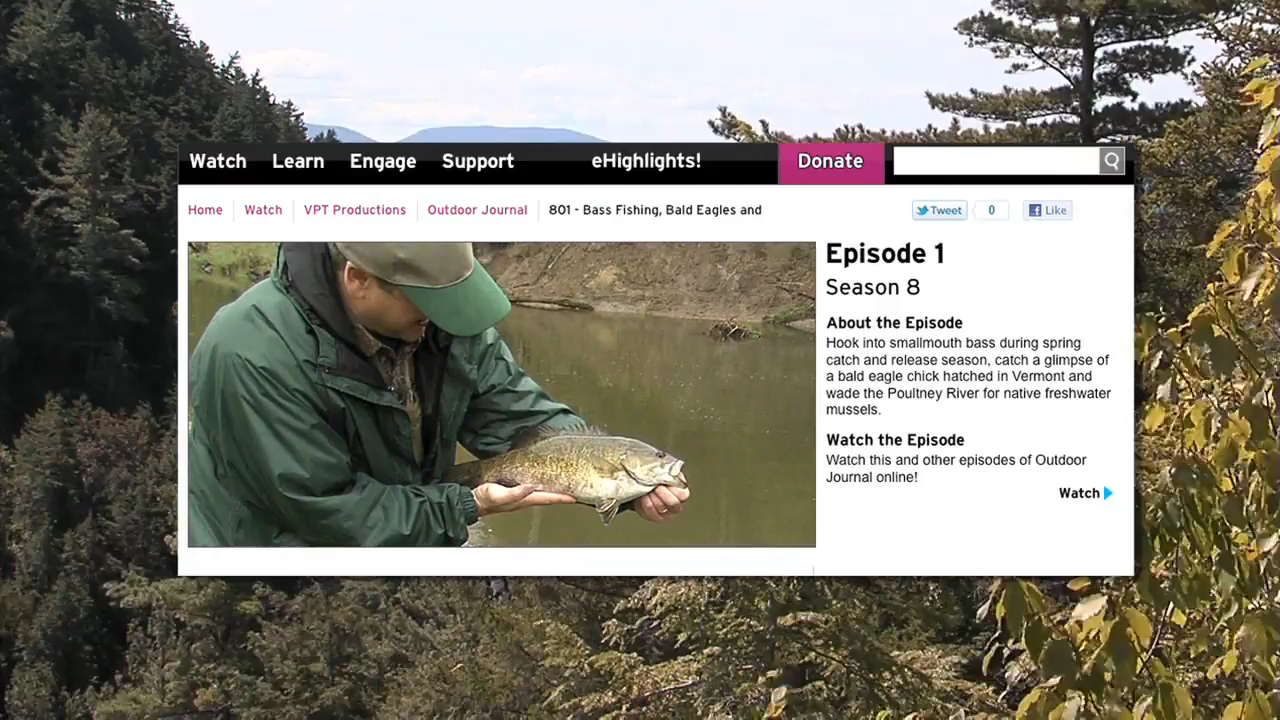 Watch Learn Engage Support eHighlights! Donate
Home Watch VPT Productions Outdoor Journal 801 - Bass Fishing, Bald Eagles and Tweet 0 Like
Episode 1
Season 8
About the Episode
Hook into smallmouth bass during spring
catch and release season, catch a glimpse of
a bald eagle chick hatched in Vermont and
wade the Poultney River for native freshwater
mussels.
Watch the Episode
Watch this and other episodes of Outdoor
Journal online!
Watch